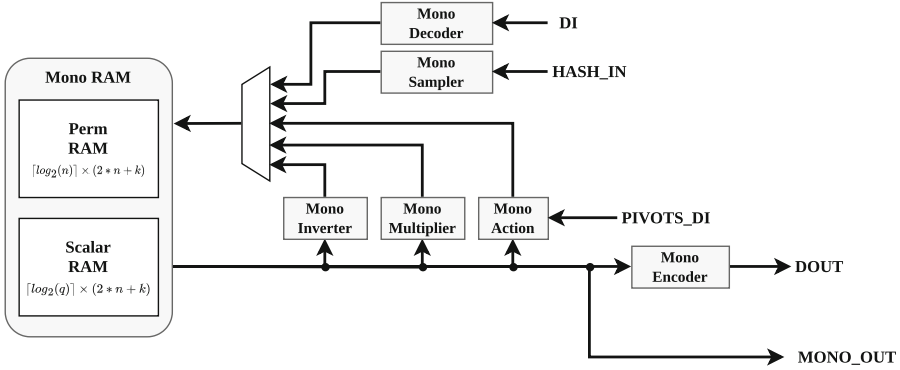 Mono
Decoder
DI
Mono
Sampler
HASH_IN
Mono RAM
Perm
RAM
⌈log₂(n)⌉ × (2 * n + k)
Scalar
RAM
⌈log₂(q)⌉ × (2 * n + k)
Mono
Inverter
Mono
Multiplier
Mono
Action
PIVOTS_DI
Mono
Encoder
DOUT
MONO_OUT